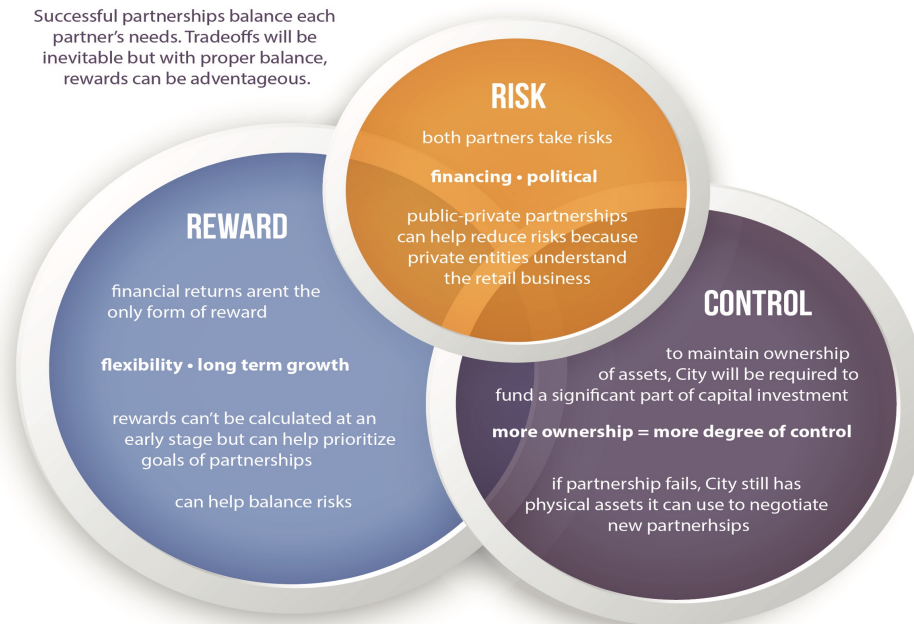 Successful partnerships balance each
partner's needs. Tradeoffs will be
inevitable but with proper balance,
rewards can be adventageous.
RISK
both partners take risks
financing • political
public-private partnerships
can help reduce risks because
private entities understand
the retail business
REWARD
financial returns arent the
only form of reward
flexibility • long term growth
rewards can't be calculated at an
early stage but can help prioritize
goals of partnerships
can help balance risks
CONTROL
to maintain ownership
of assets, City will be required to
fund a significant part of capital investment
more ownership = more degree of control
if partnership fails, City still has
physical assets it can use to negotiate
new partnerhsips